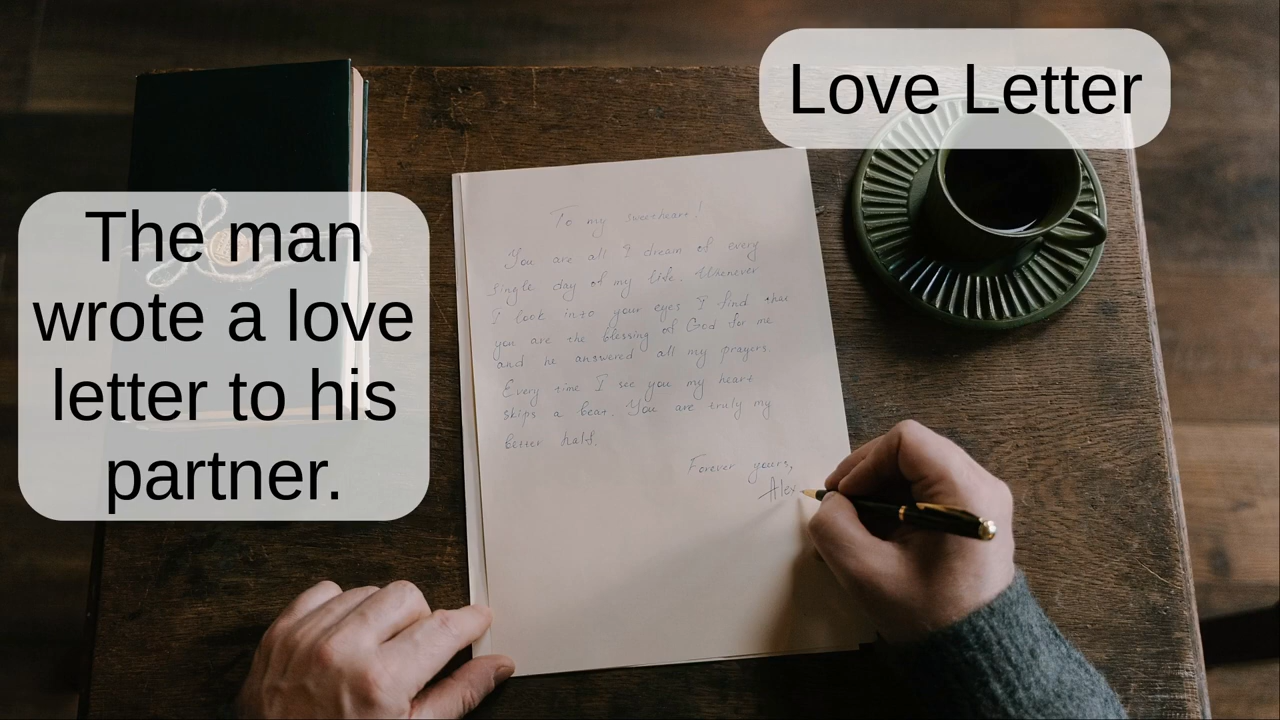 Love Letter
The man
wrote a love
letter to his
partner.
To my sweetheart!
You are all I dream of every
single day of my life. Whenever
I look into your eyes I find that
you are the blessing of God for me
and he answered all my prayers.
Every time I see you my heart
skips a beat. You are truly my
better half.
Forever yours,
Alex